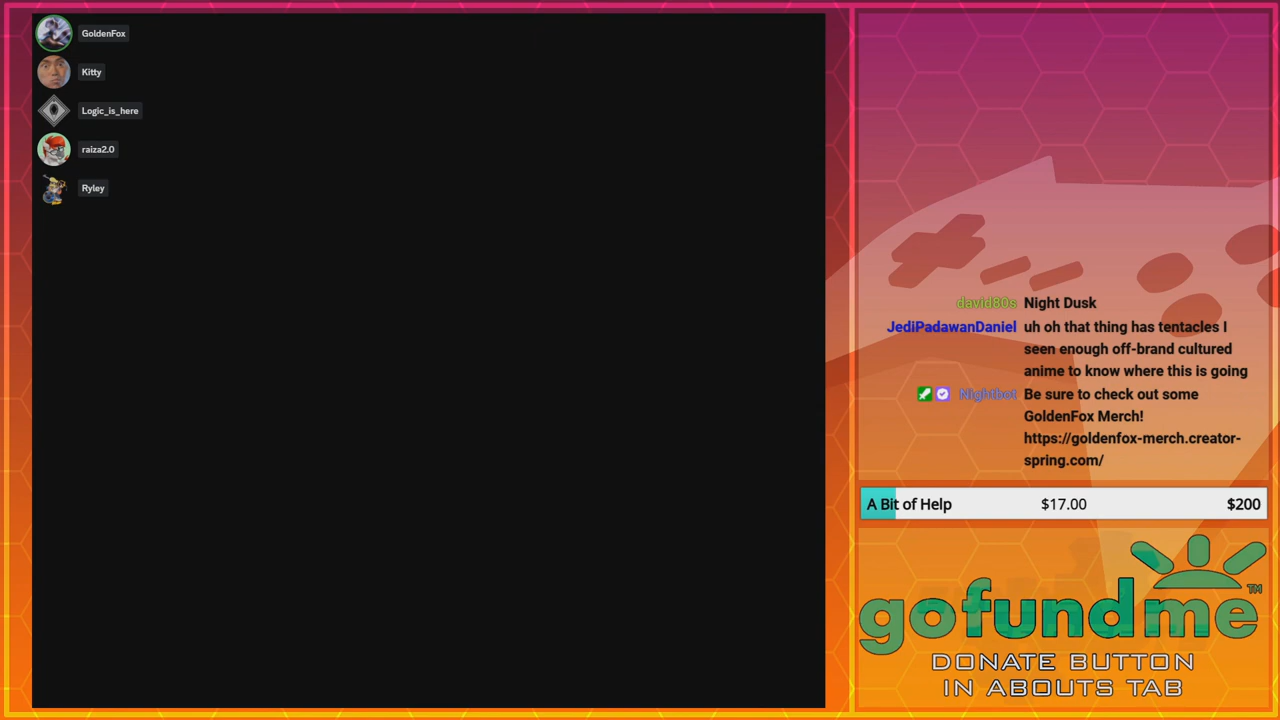 GoldenFox
Kitty
Logic_is_here
raiza2.0
Ryley
david80s Night Dusk
JediPadawanDaniel uh oh that thing has tentacles I
seen enough off-brand cultured
anime to know where this is going
Nightbot Be sure to check out some
GoldenFox Merch!
https://goldenfox-merch.creator-
spring.com/
A Bit of Help $17.00 $200
gofundme™
DONATE BUTTON
IN ABOUTS TAB